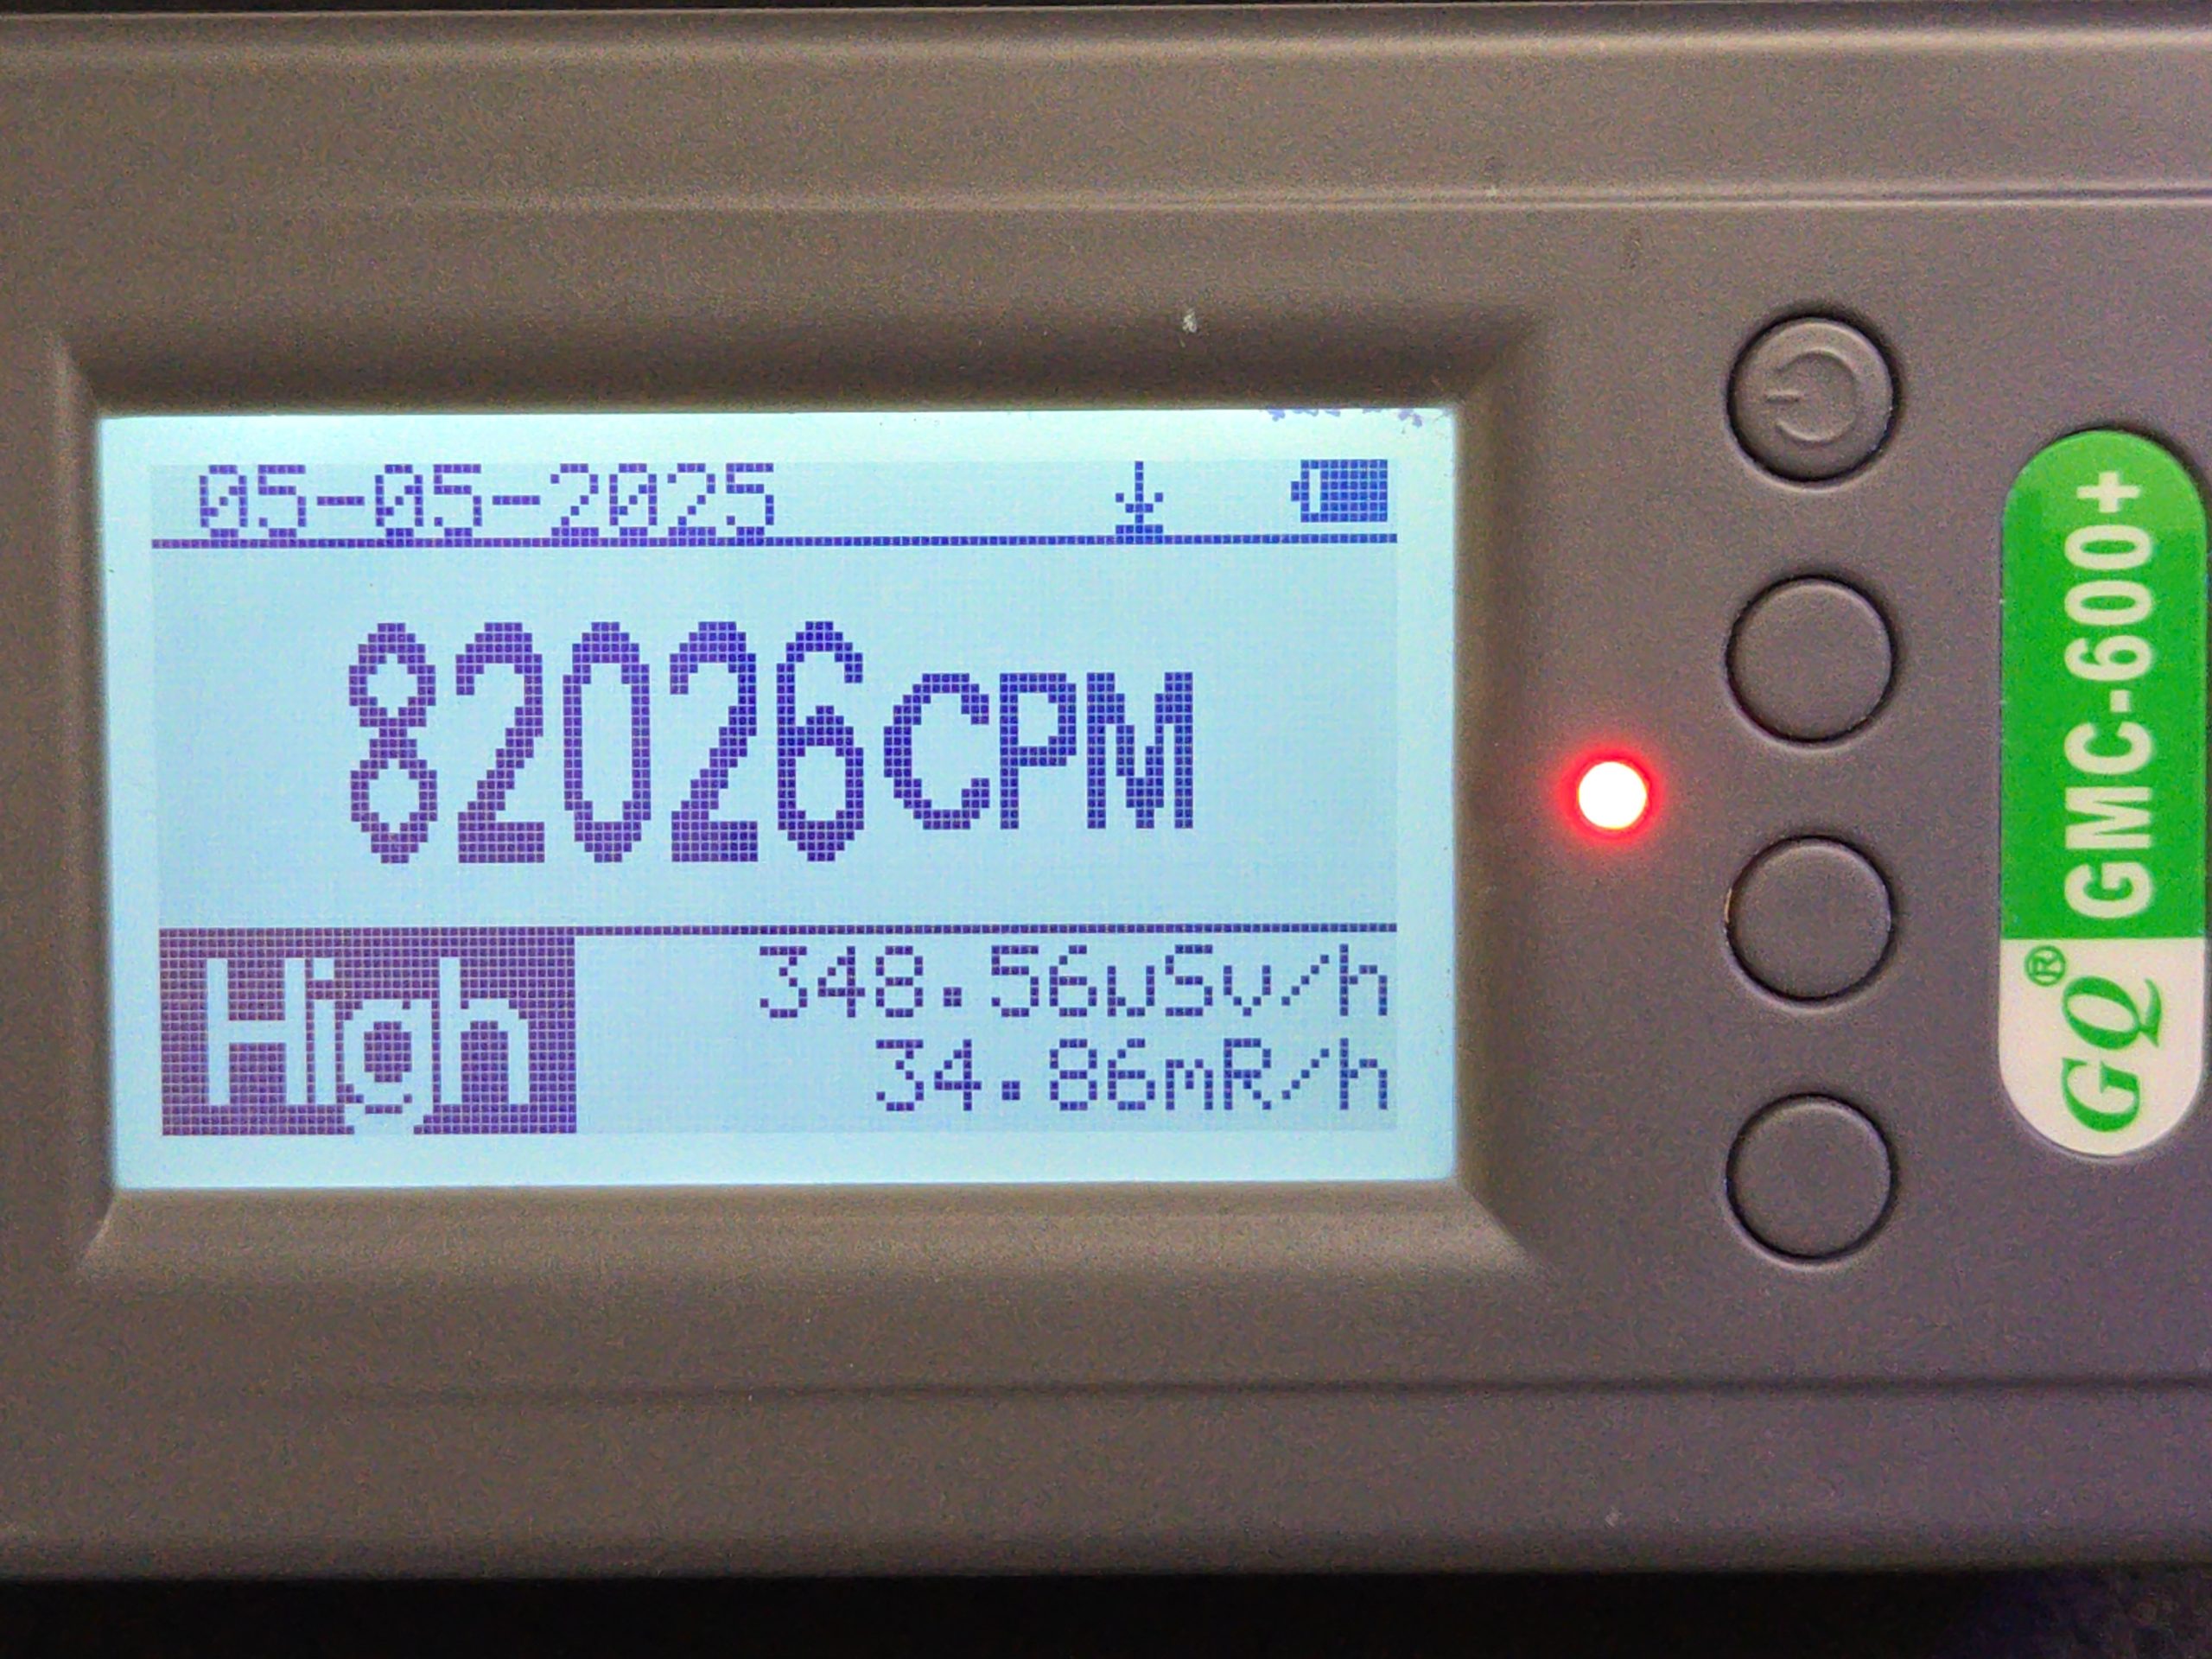 05-05-2025
82026CPM
High
348.56uSv/h
34.86mR/h
GQ® GMC-600+